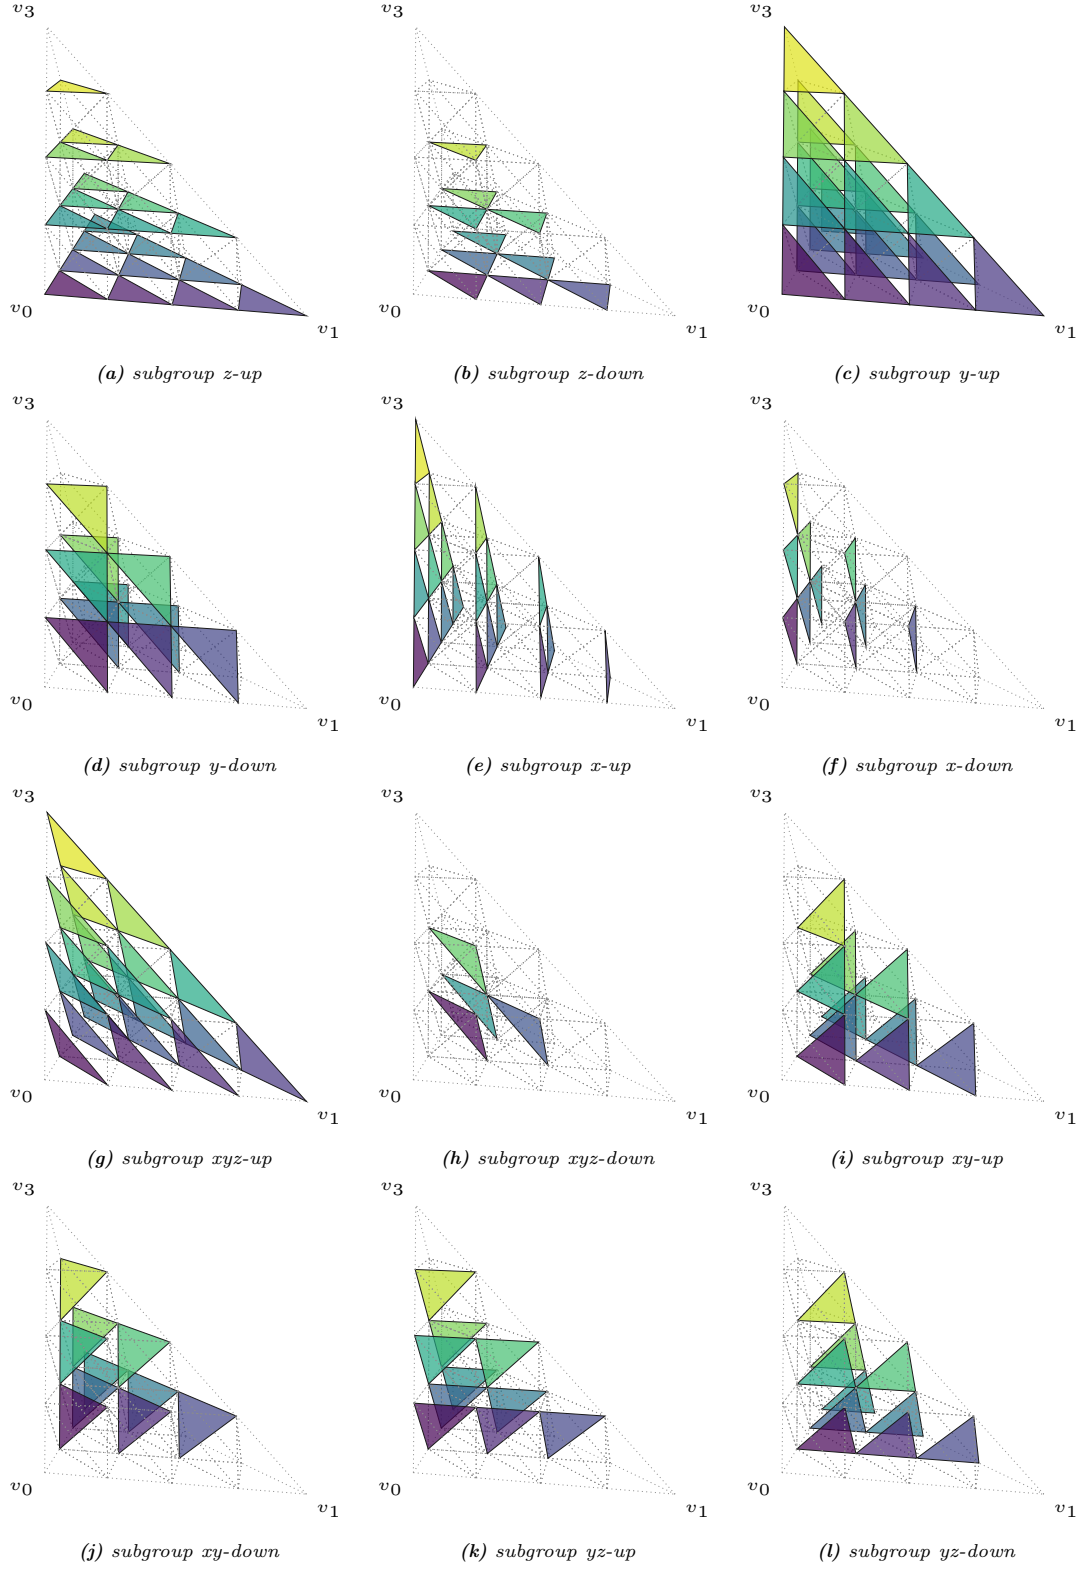 v3 v3 v3
v0 v1 v0 v1 v0 v1
(a) subgroup z-up (b) subgroup z-down (c) subgroup y-up
v3 v3 v3
v0 v1 v0 v1 v0 v1
(d) subgroup y-down (e) subgroup x-up (f) subgroup x-down
v3 v3 v3
v0 v1 v0 v1 v0 v1
(g) subgroup xyz-up (h) subgroup xyz-down (i) subgroup xy-up
v3 v3 v3
v0 v1 v0 v1 v0 v1
(j) subgroup xy-down (k) subgroup yz-up (l) subgroup yz-down